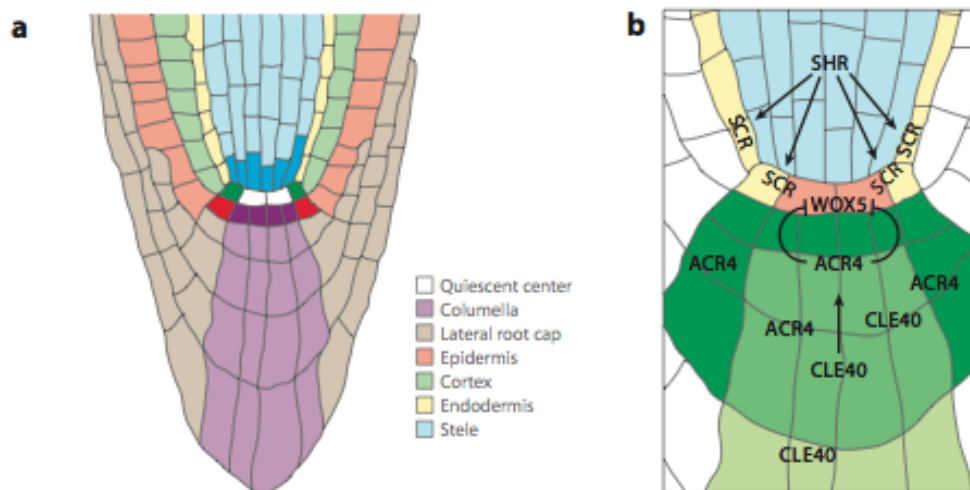 a
Quiescent center
Columella
Lateral root cap
Epidermis
Cortex
Endodermis
Stele
b
SHR
SCR
SCR
SCR
SCR
WOX5
ACR4
ACR4
ACR4
ACR4
CLE40
CLE40
CLE40